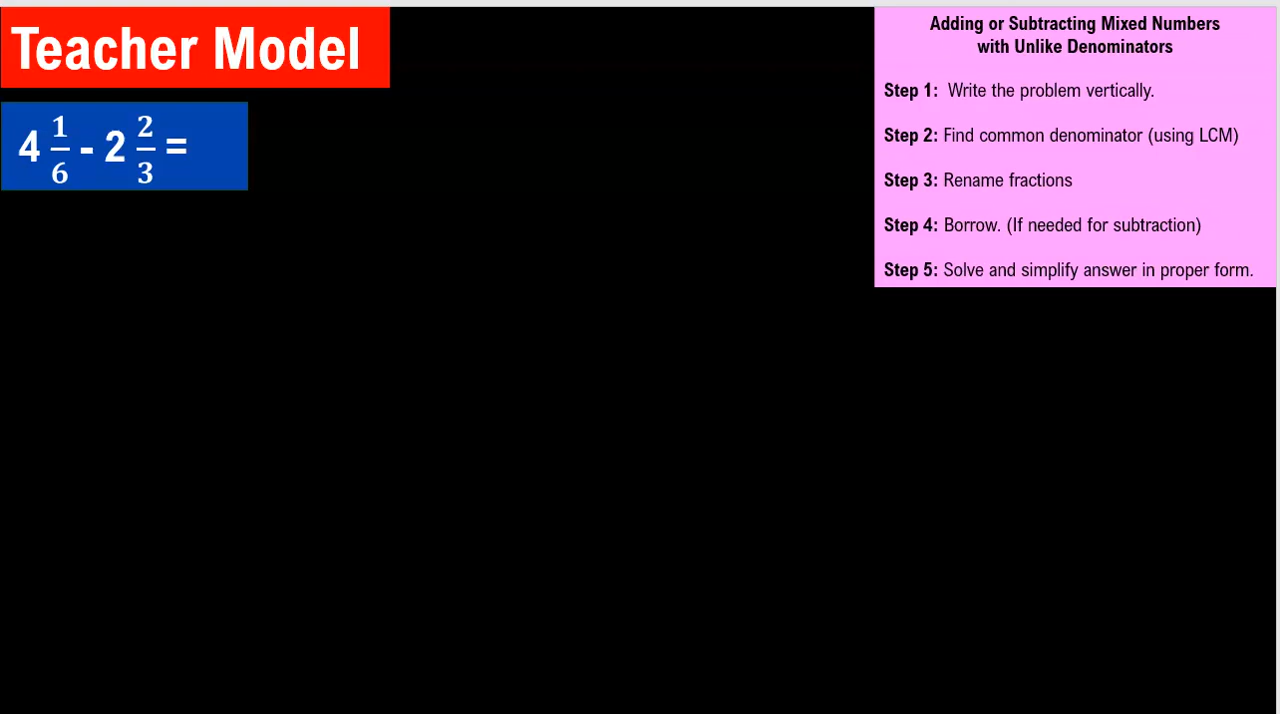 Teacher Model
4 1/6 - 2 2/3 =
Adding or Subtracting Mixed Numbers
with Unlike Denominators
Step 1: Write the problem vertically.
Step 2: Find common denominator (using LCM)
Step 3: Rename fractions
Step 4: Borrow. (If needed for subtraction)
Step 5: Solve and simplify answer in proper form.